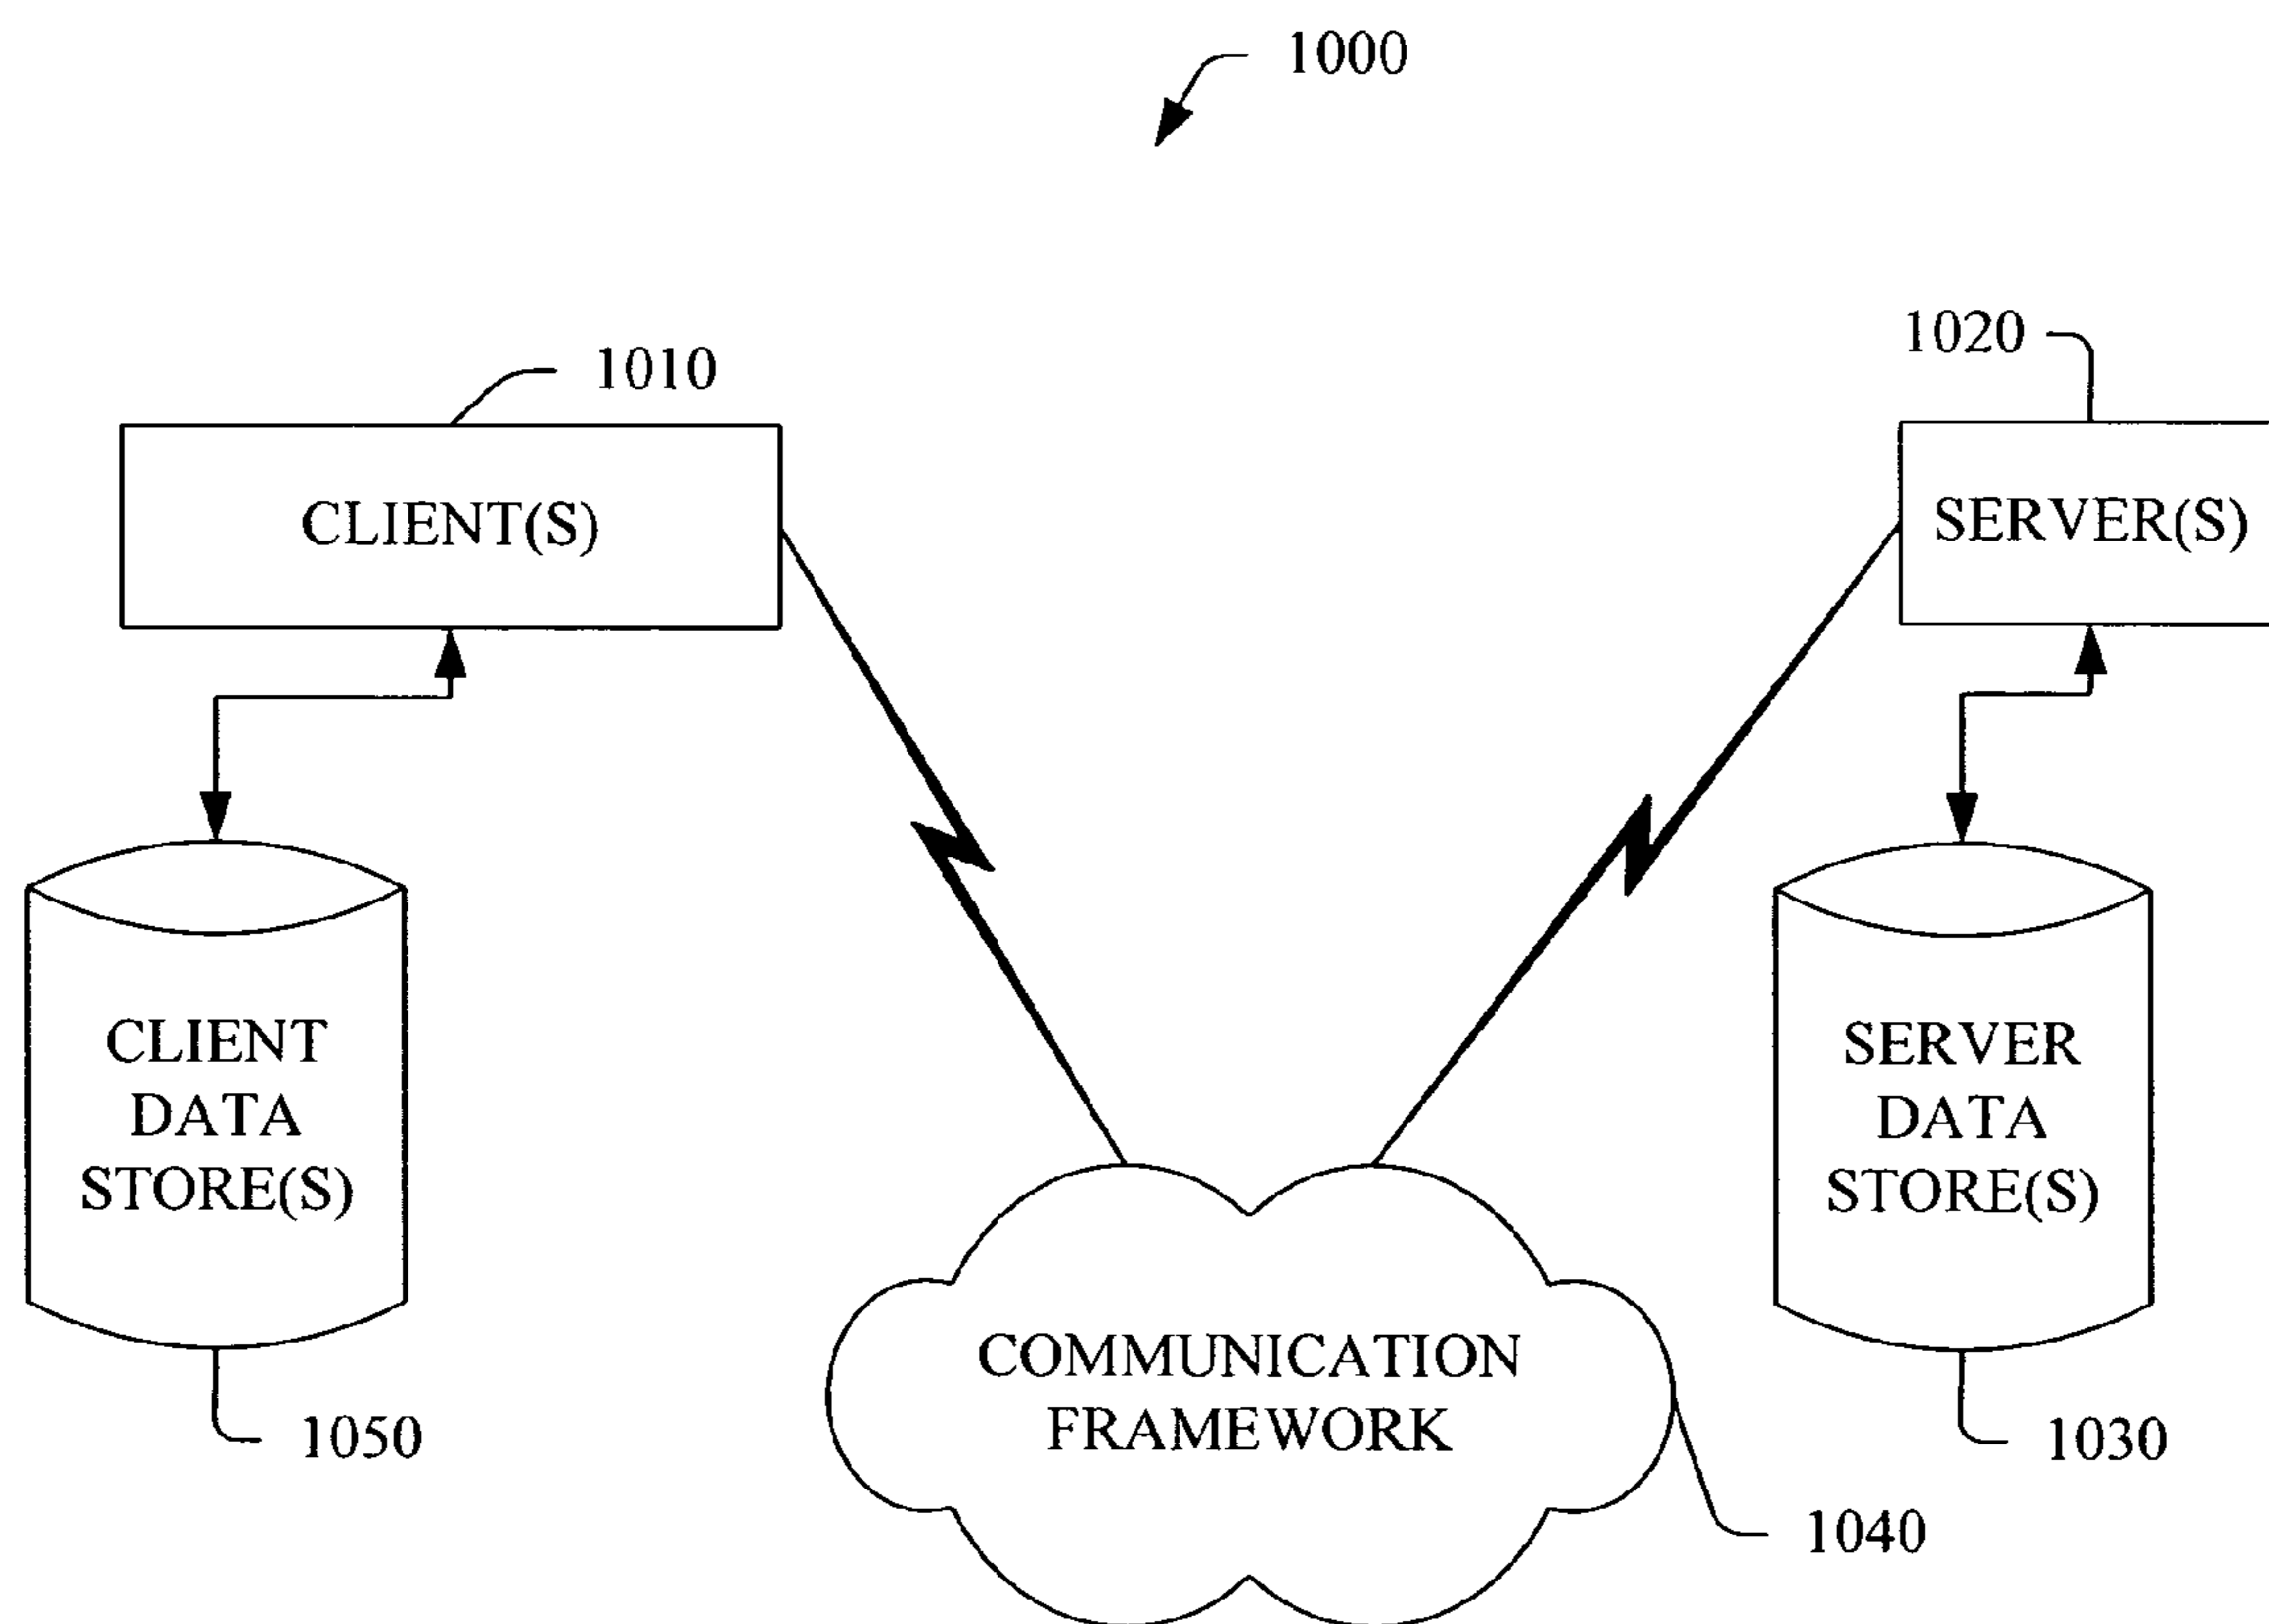 1000
1010
1020
CLIENT(S)
SERVER(S)
CLIENT
DATA
STORE(S)
SERVER
DATA
STORE(S)
COMMUNICATION
FRAMEWORK
1050
1030
1040